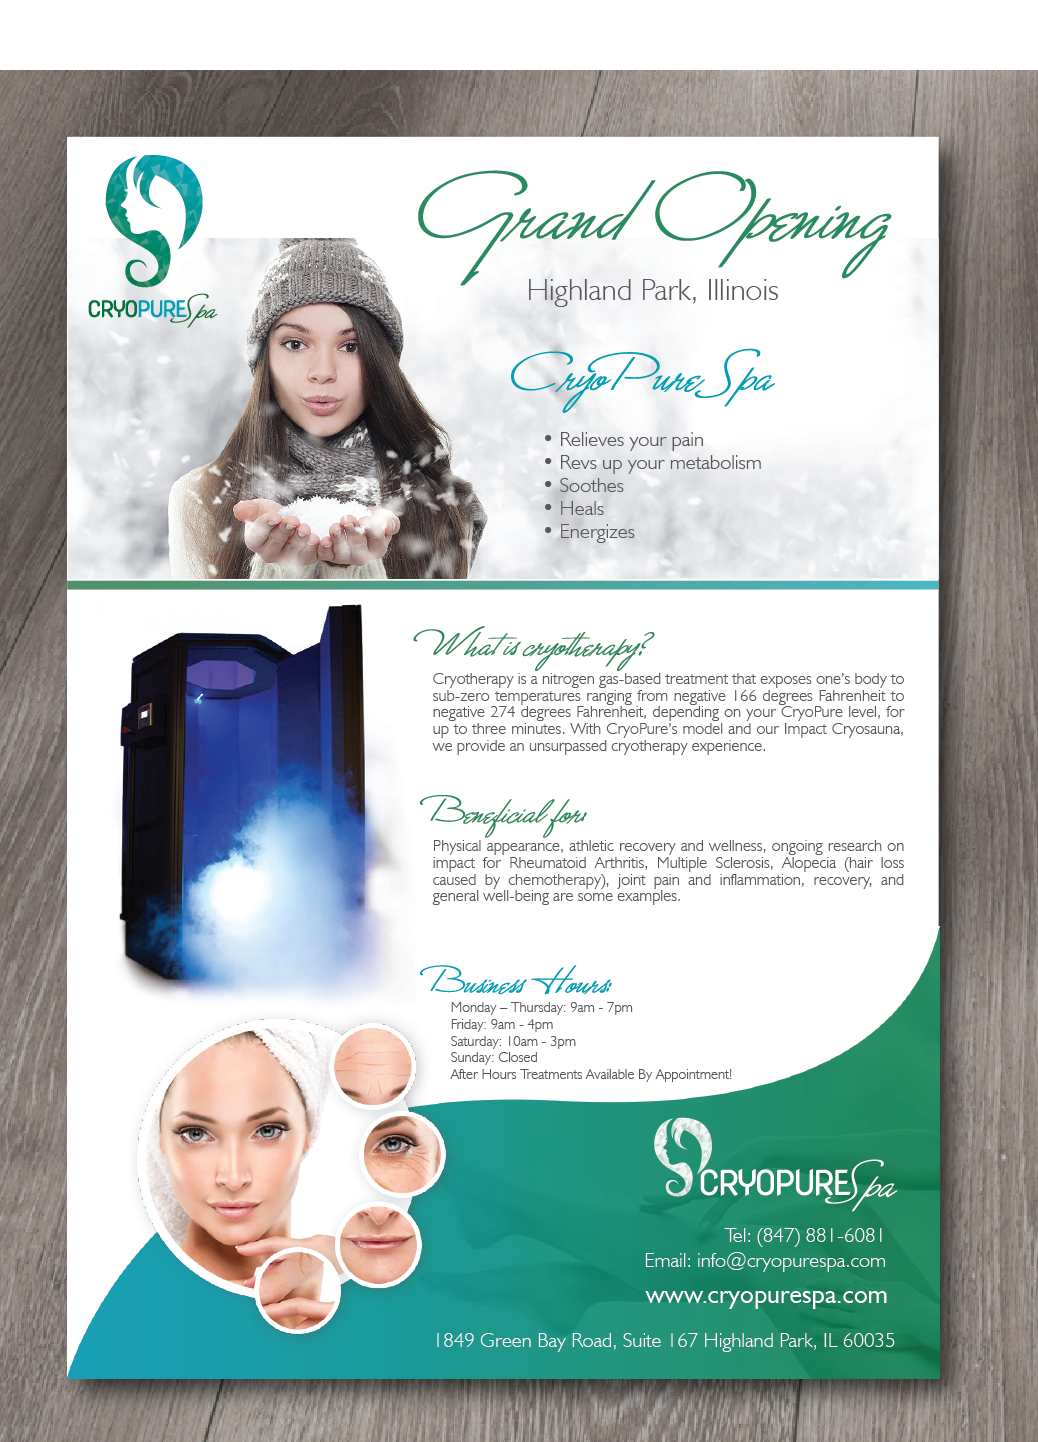 Grand Opening
Highland Park, Illinois
CRYOPURE Spa
CryoPure Spa
• Relieves your pain
• Revs up your metabolism
• Soothes
• Heals
• Energizes
What is cryotherapy?
Cryotherapy is a nitrogen gas-based treatment that exposes one's body to
sub-zero temperatures ranging from negative 166 degrees Fahrenheit to
negative 274 degrees Fahrenheit, depending on your CryoPure level, for
up to three minutes. With CryoPure's model and our Impact Cryosauna,
we provide an unsurpassed cryotherapy experience.
Beneficial for:
Physical appearance, athletic recovery and wellness, ongoing research on
impact for Rheumatoid Arthritis, Multiple Sclerosis, Alopecia (hair loss
caused by chemotherapy), joint pain and inflammation, recovery, and
general well-being are some examples.
Business Hours:
Monday – Thursday: 9am - 7pm
Friday: 9am - 4pm
Saturday: 10am - 3pm
Sunday: Closed
After Hours Treatments Available By Appointment!
CRYOPURE Spa
Tel: (847) 881-6081
Email: info@cryopurespa.com
www.cryopurespa.com
1849 Green Bay Road, Suite 167 Highland Park, IL 60035